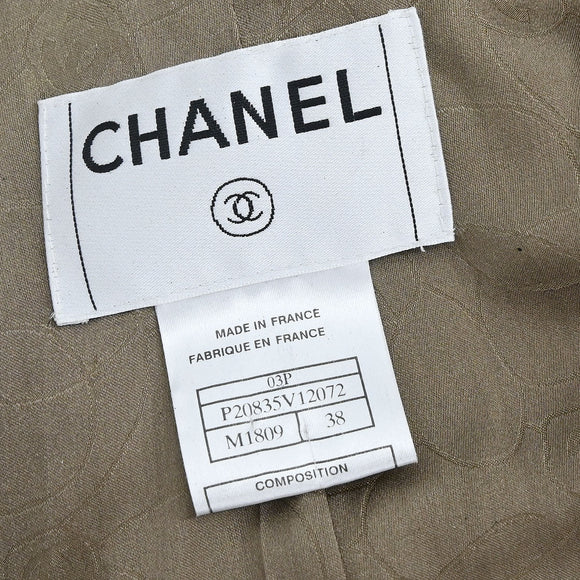 CHANEL
MADE IN FRANCE
FABRIQUE EN FRANCE
03P
P20835V12072
M1809 38
COMPOSITION